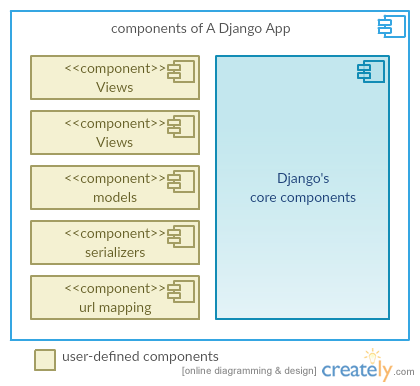 components of A Django App
<<component>>
Views
<<component>>
Views
<<component>>
models
<<component>>
serializers
<<component>>
url mapping
Django's
core components
user-defined components
[online diagramming & design] creately.com